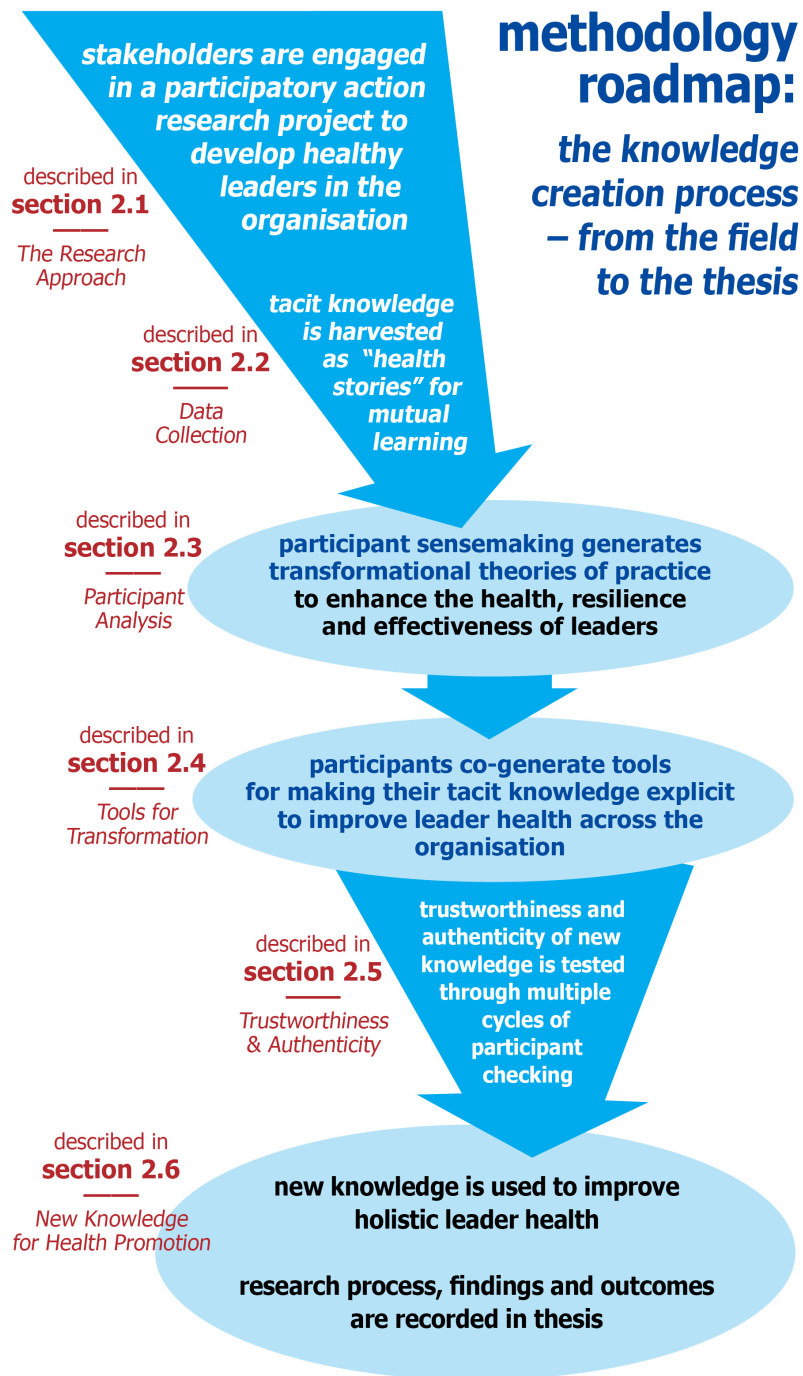 methodology
roadmap:
the knowledge
creation process
– from the field
to the thesis
stakeholders are engaged
in a participatory action
research project to
develop healthy
leaders in the
organisation
described in
section 2.1
The Research
Approach
tacit knowledge
is harvested
as “health
stories” for
mutual
learning
described in
section 2.2
Data
Collection
described in
section 2.3
Participant
Analysis
participant sensemaking generates
transformational theories of practice
to enhance the health, resilience
and effectiveness of leaders
described in
section 2.4
Tools for
Transformation
participants co-generate tools
for making their tacit knowledge explicit
to improve leader health across the
organisation
described in
section 2.5
Trustworthiness
& Authenticity
trustworthiness and
authenticity of new
knowledge is tested
through multiple
cycles of
participant
checking
described in
section 2.6
New Knowledge
for Health Promotion
new knowledge is used to improve
holistic leader health
research process, findings and outcomes
are recorded in thesis